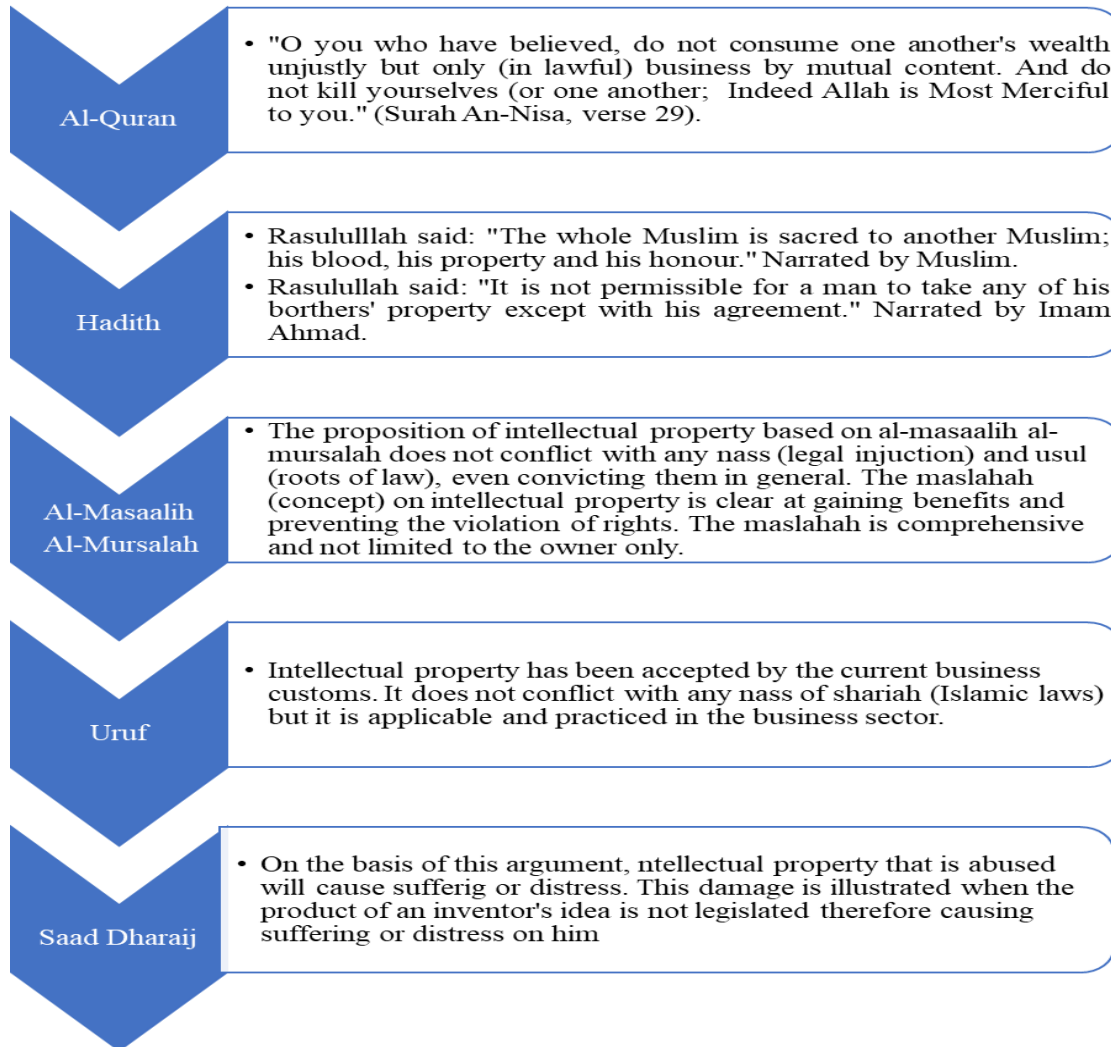 Al-Quran
• "O you who have believed, do not consume one another's wealth
unjustly but only (in lawful) business by mutual content. And do
not kill yourselves (or one another; Indeed Allah is Most Merciful
to you." (Surah An-Nisa, verse 29).
Hadith
• Rasululllah said: "The whole Muslim is sacred to another Muslim;
his blood, his property and his honour." Narrated by Muslim.
• Rasulullah said: "It is not permissible for a man to take any of his
borthers' property except with his agreement." Narrated by Imam
Ahmad.
Al-Masaalih
Al-Mursalah
• The proposition of intellectual property based on al-masaalih al-
mursalah does not conflict with any nass (legal injuction) and usul
(roots of law), even convicting them in general. The maslahah
(concept) on intellectual property is clear at gaining benefits and
preventing the violation of rights. The maslahah is comprehensive
and not limited to the owner only.
Uruf
• Intellectual property has been accepted by the current business
customs. It does not conflict with any nass of shariah (Islamic laws)
but it is applicable and practiced in the business sector.
Saad Dharaij
• On the basis of this argument, ntellectual property that is abused
will cause sufferig or distress. This damage is illustrated when the
product of an inventor's idea is not legislated therefore causing
suffering or distress on him